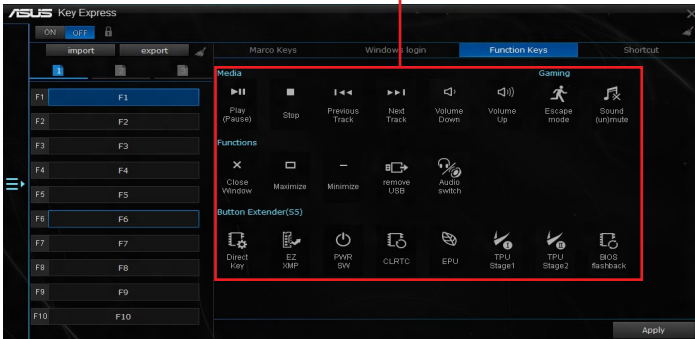 ASUS Key Express
ON OFF
import export
Marco Keys Windows login Function Keys Shortcut
1 2 3
Media Gaming
Play (Pause)
Stop
Previous Track
Next Track
Volume Down
Volume Up
Escape mode
Sound (un)mute
Functions
Close Window
Maximize
Minimize
remove USB
Audio switch
Button Extender(S5)
Direct Key
EZ XMP
PWR SW
CLRTC
EPU
TPU Stage1
TPU Stage2
BIOS flashback
F1 F1
F2 F2
F3 F3
F4 F4
F5 F5
F6 F6
F7 F7
F8 F8
F9 F9
F10 F10
Apply